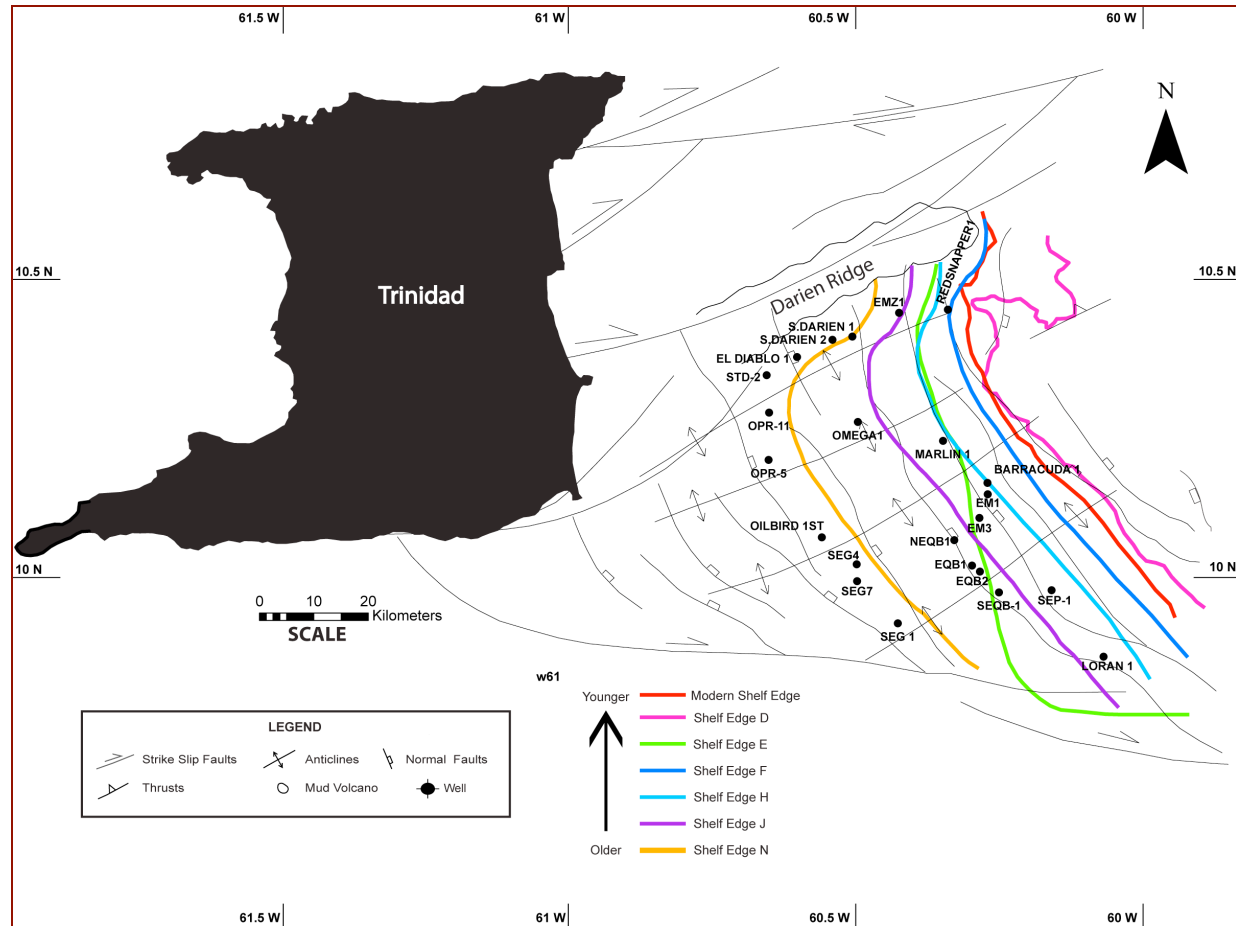 61.5 W
61 W
60.5 W
60 W
N
10.5 N
10.5 N
Trinidad
Darien Ridge
REDSNAPPER1
EMZ1
S.DARIEN 1
S.DARIEN 2
EL DIABLO 1
STD-2
OPR-11
OMEGA1
MARLIN 1
OPR-5
BARRACUDA 1
EM1
OILBIRD 1ST
EM3
NEQB1
SEG4
EQB1
EQB2
10 N
10 N
SEG7
SEQB-1
SEP-1
SEG 1
LORAN 1
0 10 20
Kilometers
SCALE
w61
Younger
Older
Modern Shelf Edge
Shelf Edge D
Shelf Edge E
Shelf Edge F
Shelf Edge H
Shelf Edge J
Shelf Edge N
LEGEND
Strike Slip Faults
Anticlines
Normal Faults
Thrusts
Mud Volcano
Well
61.5 W
61 W
60.5 W
60 W